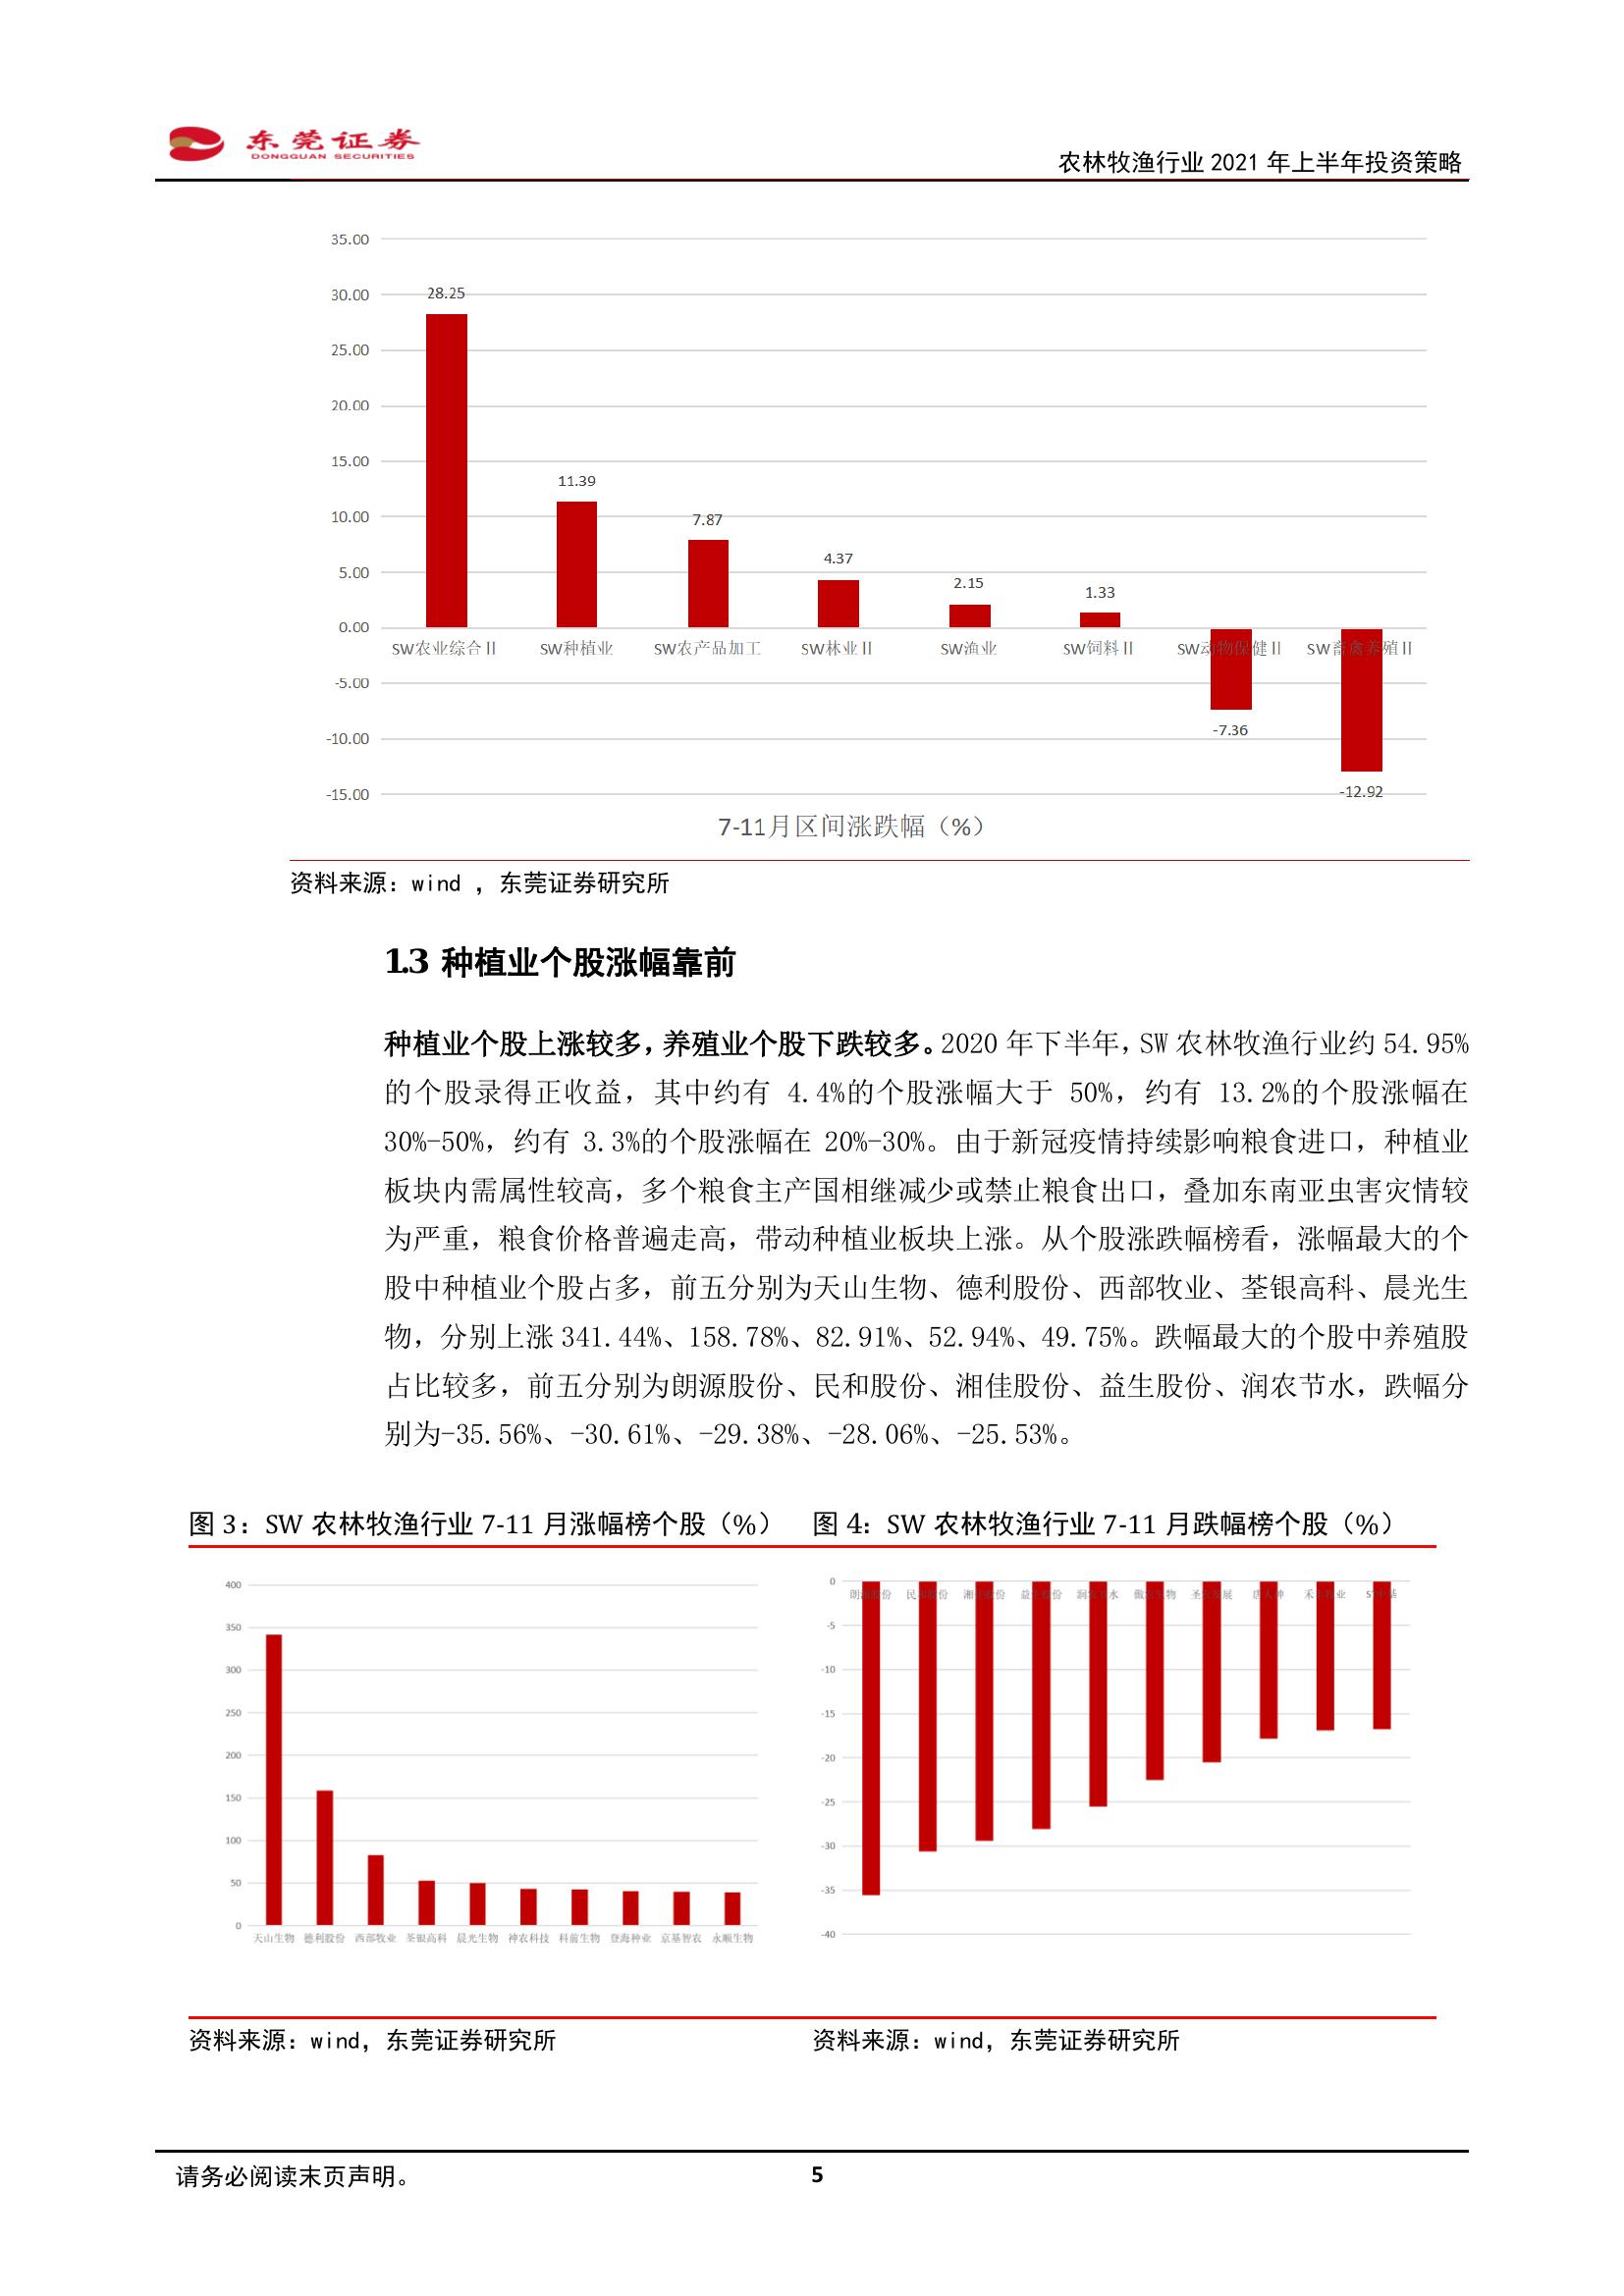 东莞证券
DONGGUAN SECURITIES
农林牧渔行业 2021 年上半年投资策略
35.00
30.00
25.00
20.00
15.00
10.00
5.00
0.00
-5.00
-10.00
-15.00
28.25
11.39
7.87
4.37
2.15
1.33
-7.36
-12.92
SW农业综合Ⅱ SW种植业 SW农产品加工 SW林业Ⅱ SW渔业 SW饲料Ⅱ SW动物保健Ⅱ SW畜禽养殖Ⅱ
7-11月区间涨跌幅（%）
资料来源：wind ，东莞证券研究所
1.3 种植业个股涨幅靠前
种植业个股上涨较多，养殖业个股下跌较多。2020 年下半年，SW 农林牧渔行业约 54.95%
的个股录得正收益，其中约有 4.4%的个股涨幅大于 50%，约有 13.2%的个股涨幅在
30%-50%，约有 3.3%的个股涨幅在 20%-30%。由于新冠疫情持续影响粮食进口，种植业
板块内需属性较高，多个粮食主产国相继减少或禁止粮食出口，叠加东南亚虫害灾情较
为严重，粮食价格普遍走高，带动种植业板块上涨。从个股涨跌幅榜看，涨幅最大的个
股中种植业个股占多，前五分别为天山生物、德利股份、西部牧业、荃银高科、晨光生
物，分别上涨 341.44%、158.78%、82.91%、52.94%、49.75%。跌幅最大的个股中养殖股
占比较多，前五分别为朗源股份、民和股份、湘佳股份、益生股份、润农节水，跌幅分
别为-35.56%、-30.61%、-29.38%、-28.06%、-25.53%。
图 3：SW 农林牧渔行业 7-11 月涨幅榜个股（%）
400
350
300
250
200
150
100
50
0
天山生物 德利股份 西部牧业 荃银高科 晨光生物 神农科技 科前生物 登海种业 京基智农 永顺生物
资料来源：wind，东莞证券研究所
图 4：SW 农林牧渔行业 7-11 月跌幅榜个股（%）
0
-5
-10
-15
-20
-25
-30
-35
-40
朗源股份 民和股份 湘佳股份 益生股份 润农节水
资料来源：wind，东莞证券研究所
请务必阅读末页声明。
5